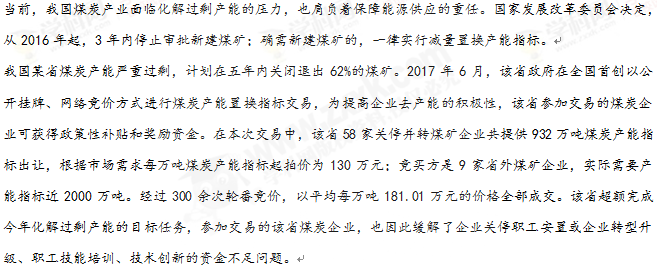 当前，我国煤炭产业面临化解过剩产能的压力，也肩负着保障能源供应的重任。国家发展改革委员会决定，
从 2016 年起，3 年内停止审批新建煤矿；确需新建煤矿的，一律实行减量置换产能指标。
我国某省煤炭产能严重过剩，计划在五年内关闭退出 62%的煤矿。2017 年 6 月，该省政府在全国首创以公
开挂牌、网络竞价方式进行煤炭产能置换指标交易，为提高企业去产能的积极性，该省参加交易的煤炭企
业可获得政策性补贴和奖励资金。在本次交易中，该省 58 家关停并转煤矿企业共提供 932 万吨煤炭产能指
标出让，根据市场需求每万吨煤炭产能指标起拍价为 130 万元；竞买方是 9 家省外煤矿企业，实际需要产
能指标近 2000 万吨。经过 300 余次轮番竞价，以平均每万吨 181.01 万元的价格全部成交。该省超额完成
今年化解过剩产能的目标任务，参加交易的该省煤炭企业，也因此缓解了企业关停职工安置或企业转型升
级、职工技能培训、技术创新的资金不足问题。